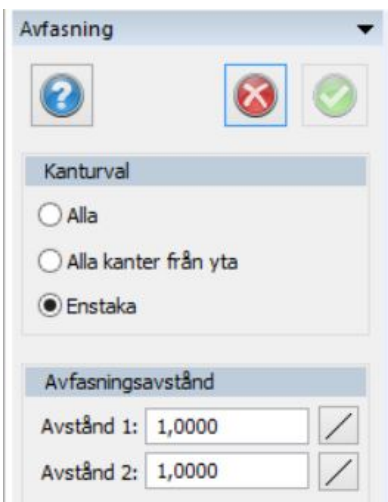 Avfasning
Kanturval
Alla
Alla kanter från yta
Enstaka
Avfasningsavstånd
Avstånd 1: 1,0000
Avstånd 2: 1,0000